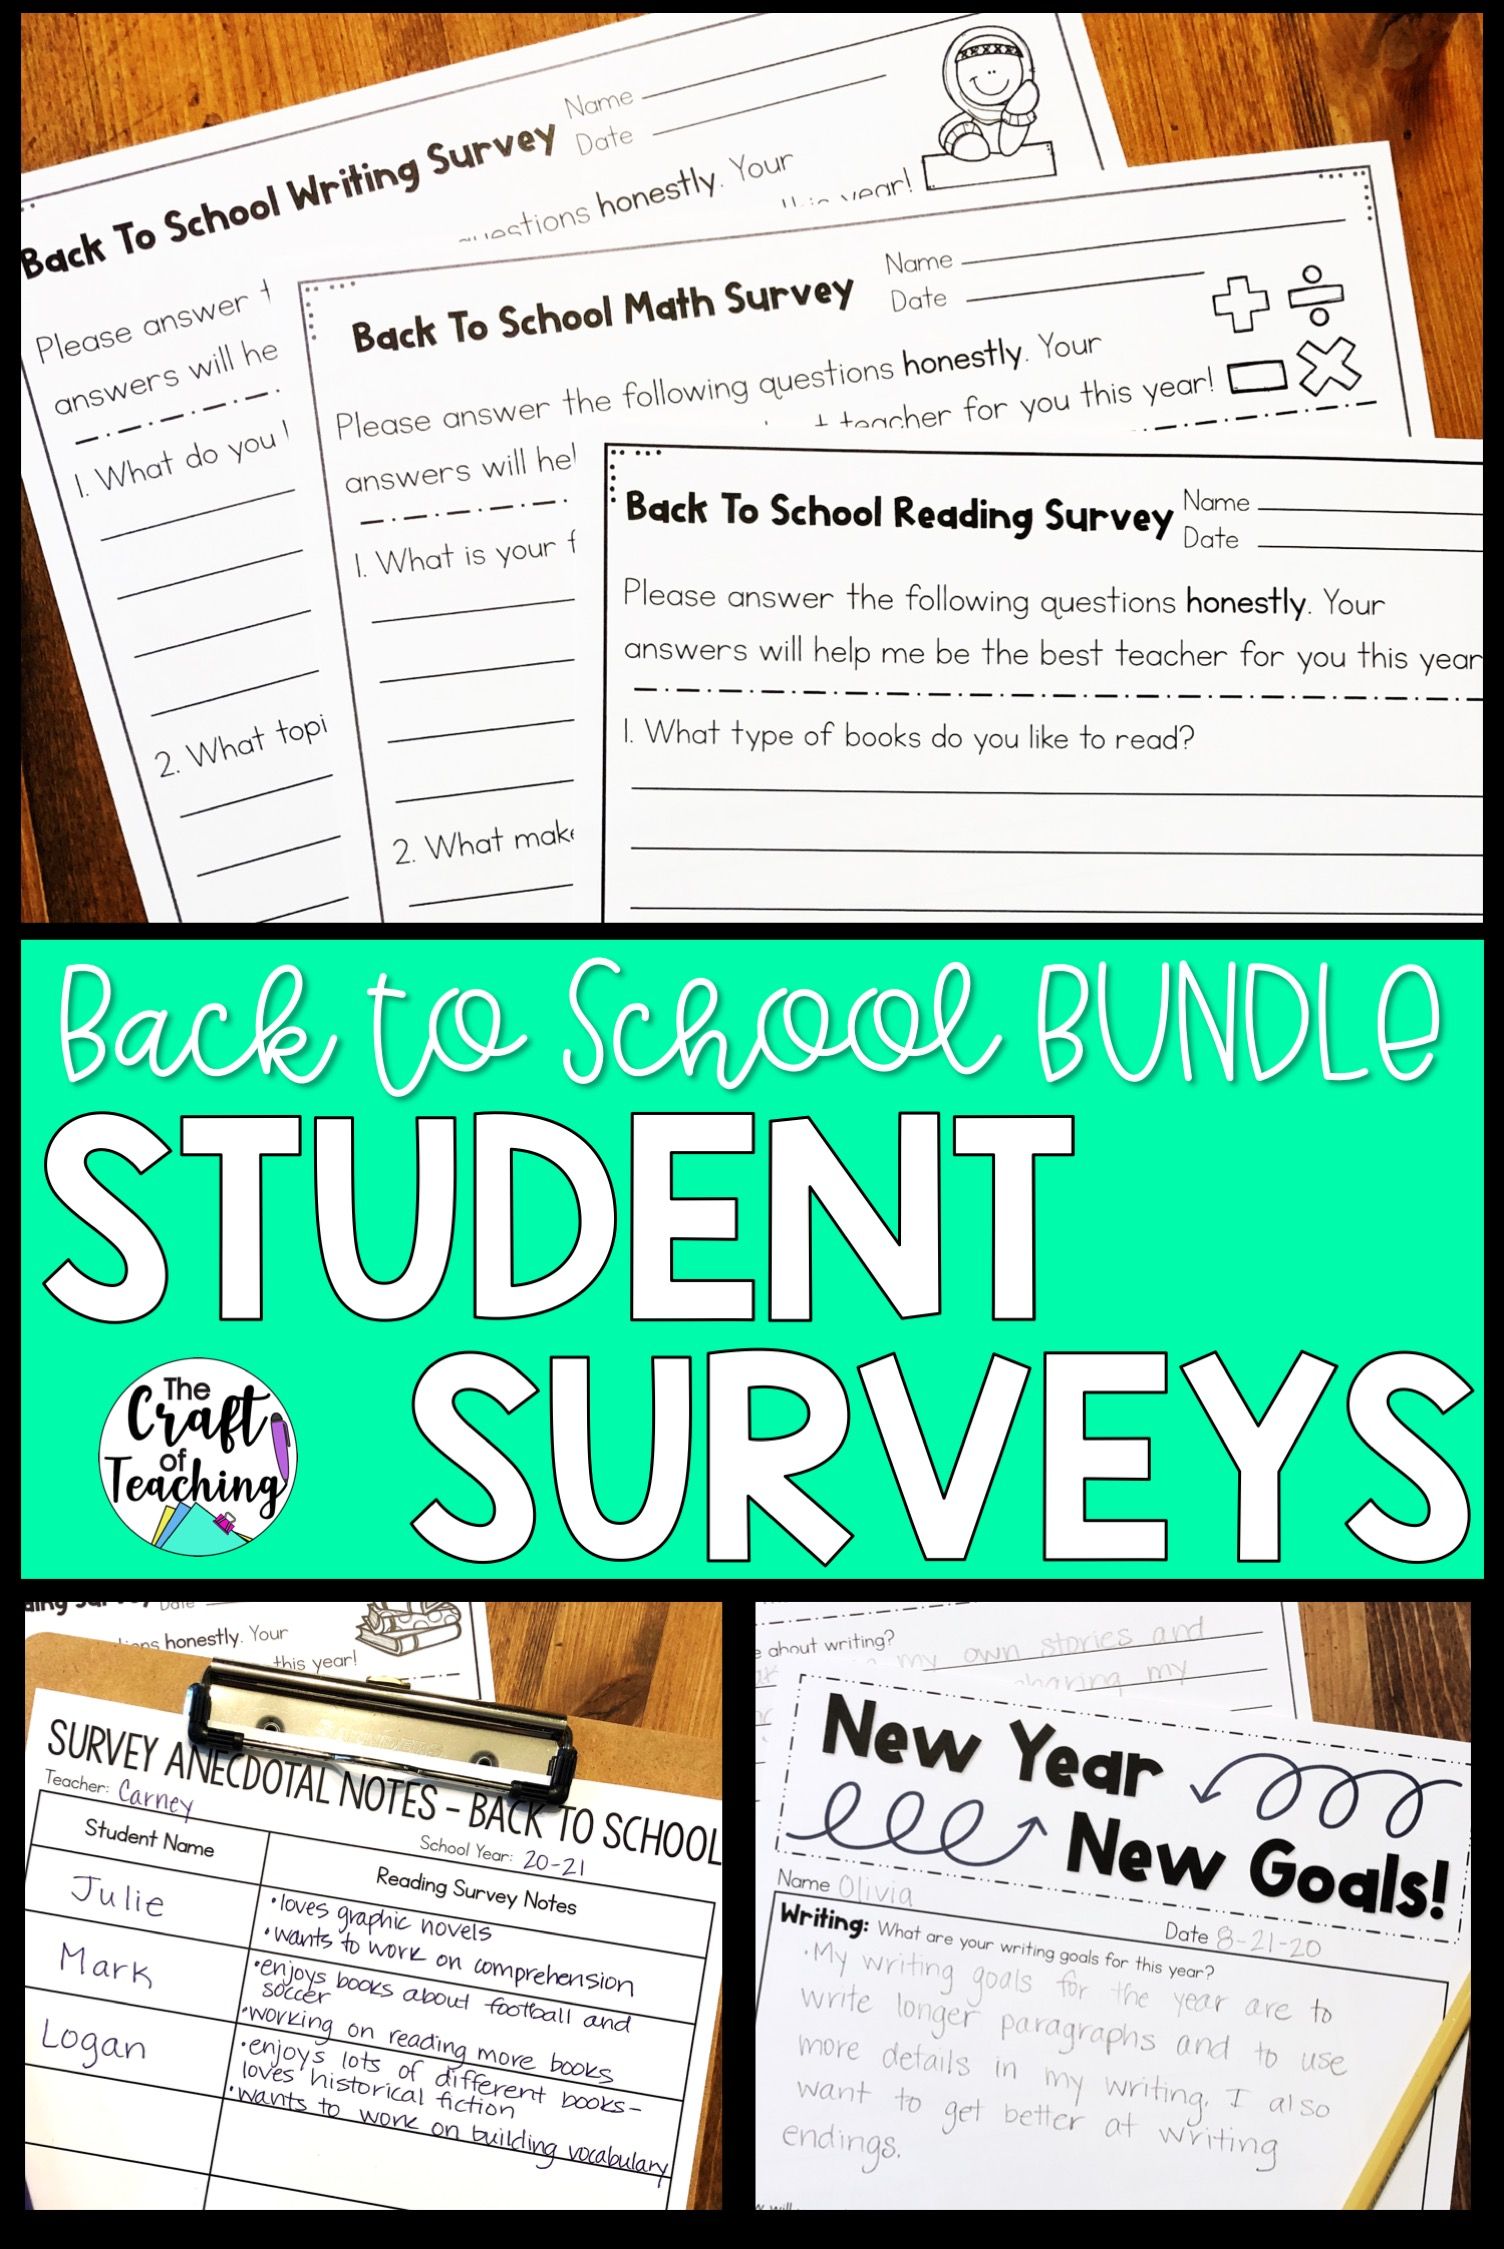 Back To School Writing Survey
Name
Date
questions honestly. Your
this year!
Please answer
answers will he
1. What do you
2. What topi
Back To School Math Survey
Name
Date
Please answer the following questions honestly. Your
answers will hel
teacher for you this year!
1. What is your f
2. What make
Back To School Reading Survey
Name
Date
Please answer the following questions honestly. Your
answers will help me be the best teacher for you this year
1. What type of books do you like to read?
Back to School BUNDLE
STUDENT
SURVEYS
The
Craft
of
Teaching
Date
honestly. Your
this year!
SURVEY ANECDOTAL NOTES - BACK TO SCHOOL
Teacher: Carney
School Year: 20-21
Student Name
Reading Survey Notes
Julie
•loves graphic novels
•wants to work on comprehension
Mark
•enjoys books about football and
soccer
•working on reading more books
Logan
•enjoys lots of different books-
loves historical fiction
•wants to work on building vocabulary
about writing?
my own stories and
sharing my
New Year
New Goals!
Name Olivia
Date 8-21-20
Writing: What are your writing goals for this year?
•My writing goals for the year are to
write longer paragraphs and to use
more details in my writing. I also
want to get better at writing
endings.
will